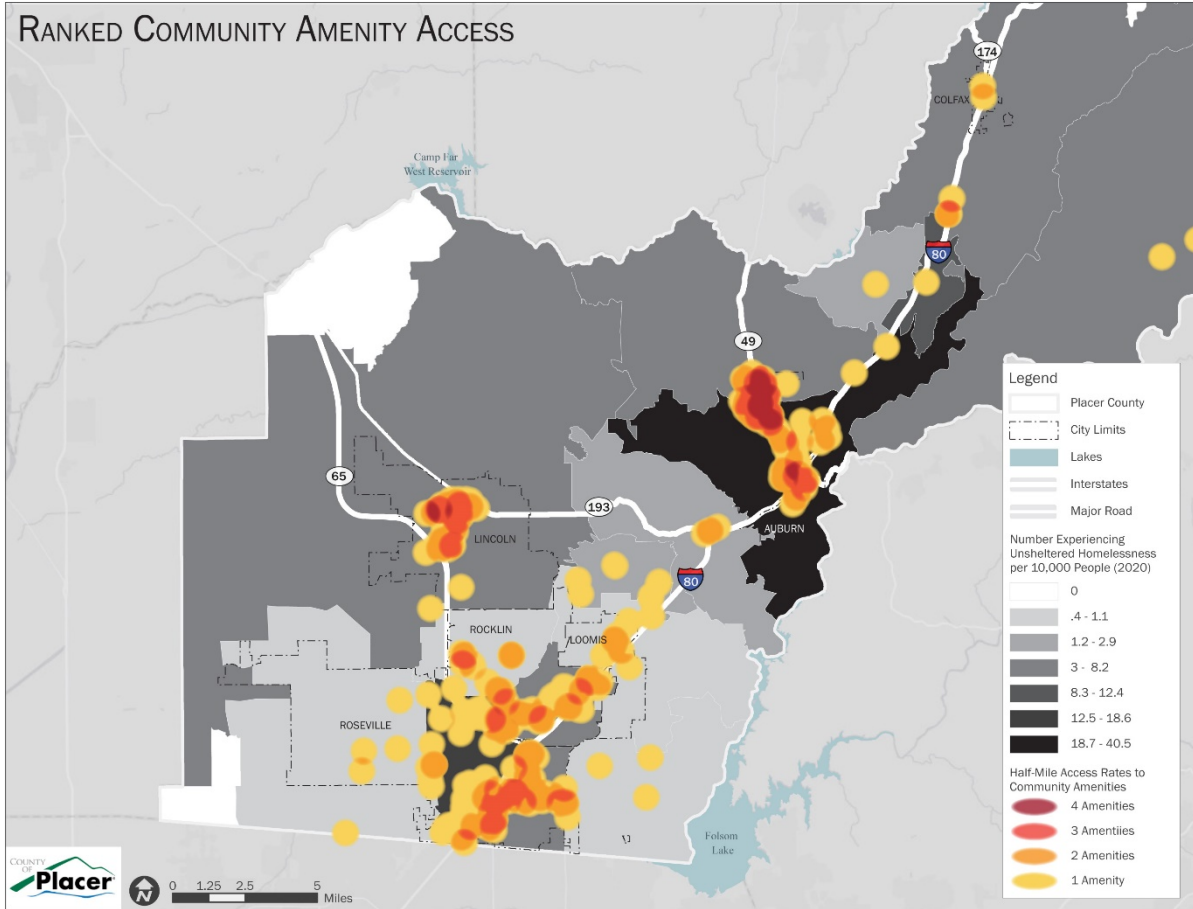 RANKED COMMUNITY AMENITY ACCESS
174
COLFAX
Camp Far
West Reservoir
80
49
65
193
LINCOLN
AUBURN
80
ROCKLIN
LOOMIS
ROSEVILLE
Folsom
Lake
Legend
Placer County
City Limits
Lakes
Interstates
Major Road
Number Experiencing
Unsheltered Homelessness
per 10,000 People (2020)
0
.4 - 1.1
1.2 - 2.9
3 - 8.2
8.3 - 12.4
12.5 - 18.6
18.7 - 40.5
Half-Mile Access Rates to
Community Amenities
4 Amenities
3 Amentiies
2 Amenities
1 Amenity
COUNTY
OF
Placer
N
0 1.25 2.5 5
Miles